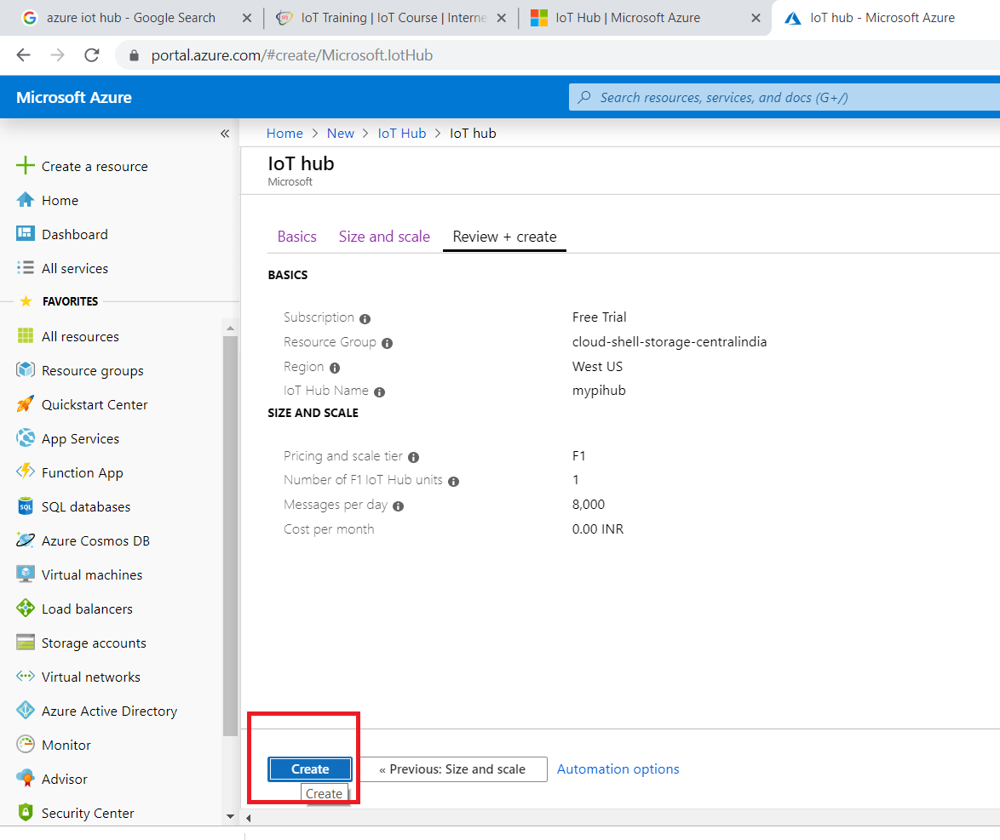 azure iot hub - Google Search
IoT Training | IoT Course | Interne
IoT Hub | Microsoft Azure
IoT hub - Microsoft Azure
portal.azure.com/#create/Microsoft.IotHub
Microsoft Azure
Search resources, services, and docs (G+/)
«
Create a resource
Home
Dashboard
All services
FAVORITES
All resources
Resource groups
Quickstart Center
App Services
Function App
SQL databases
Azure Cosmos DB
Virtual machines
Load balancers
Storage accounts
Virtual networks
Azure Active Directory
Monitor
Advisor
Security Center
Home > New > IoT Hub > IoT hub
IoT hub
Microsoft
Basics Size and scale Review + create
BASICS
Subscription Free Trial
Resource Group cloud-shell-storage-centralindia
Region West US
IoT Hub Name mypihub
SIZE AND SCALE
Pricing and scale tier F1
Number of F1 IoT Hub units 1
Messages per day 8,000
Cost per month 0.00 INR
Create « Previous: Size and scale Automation options
Create